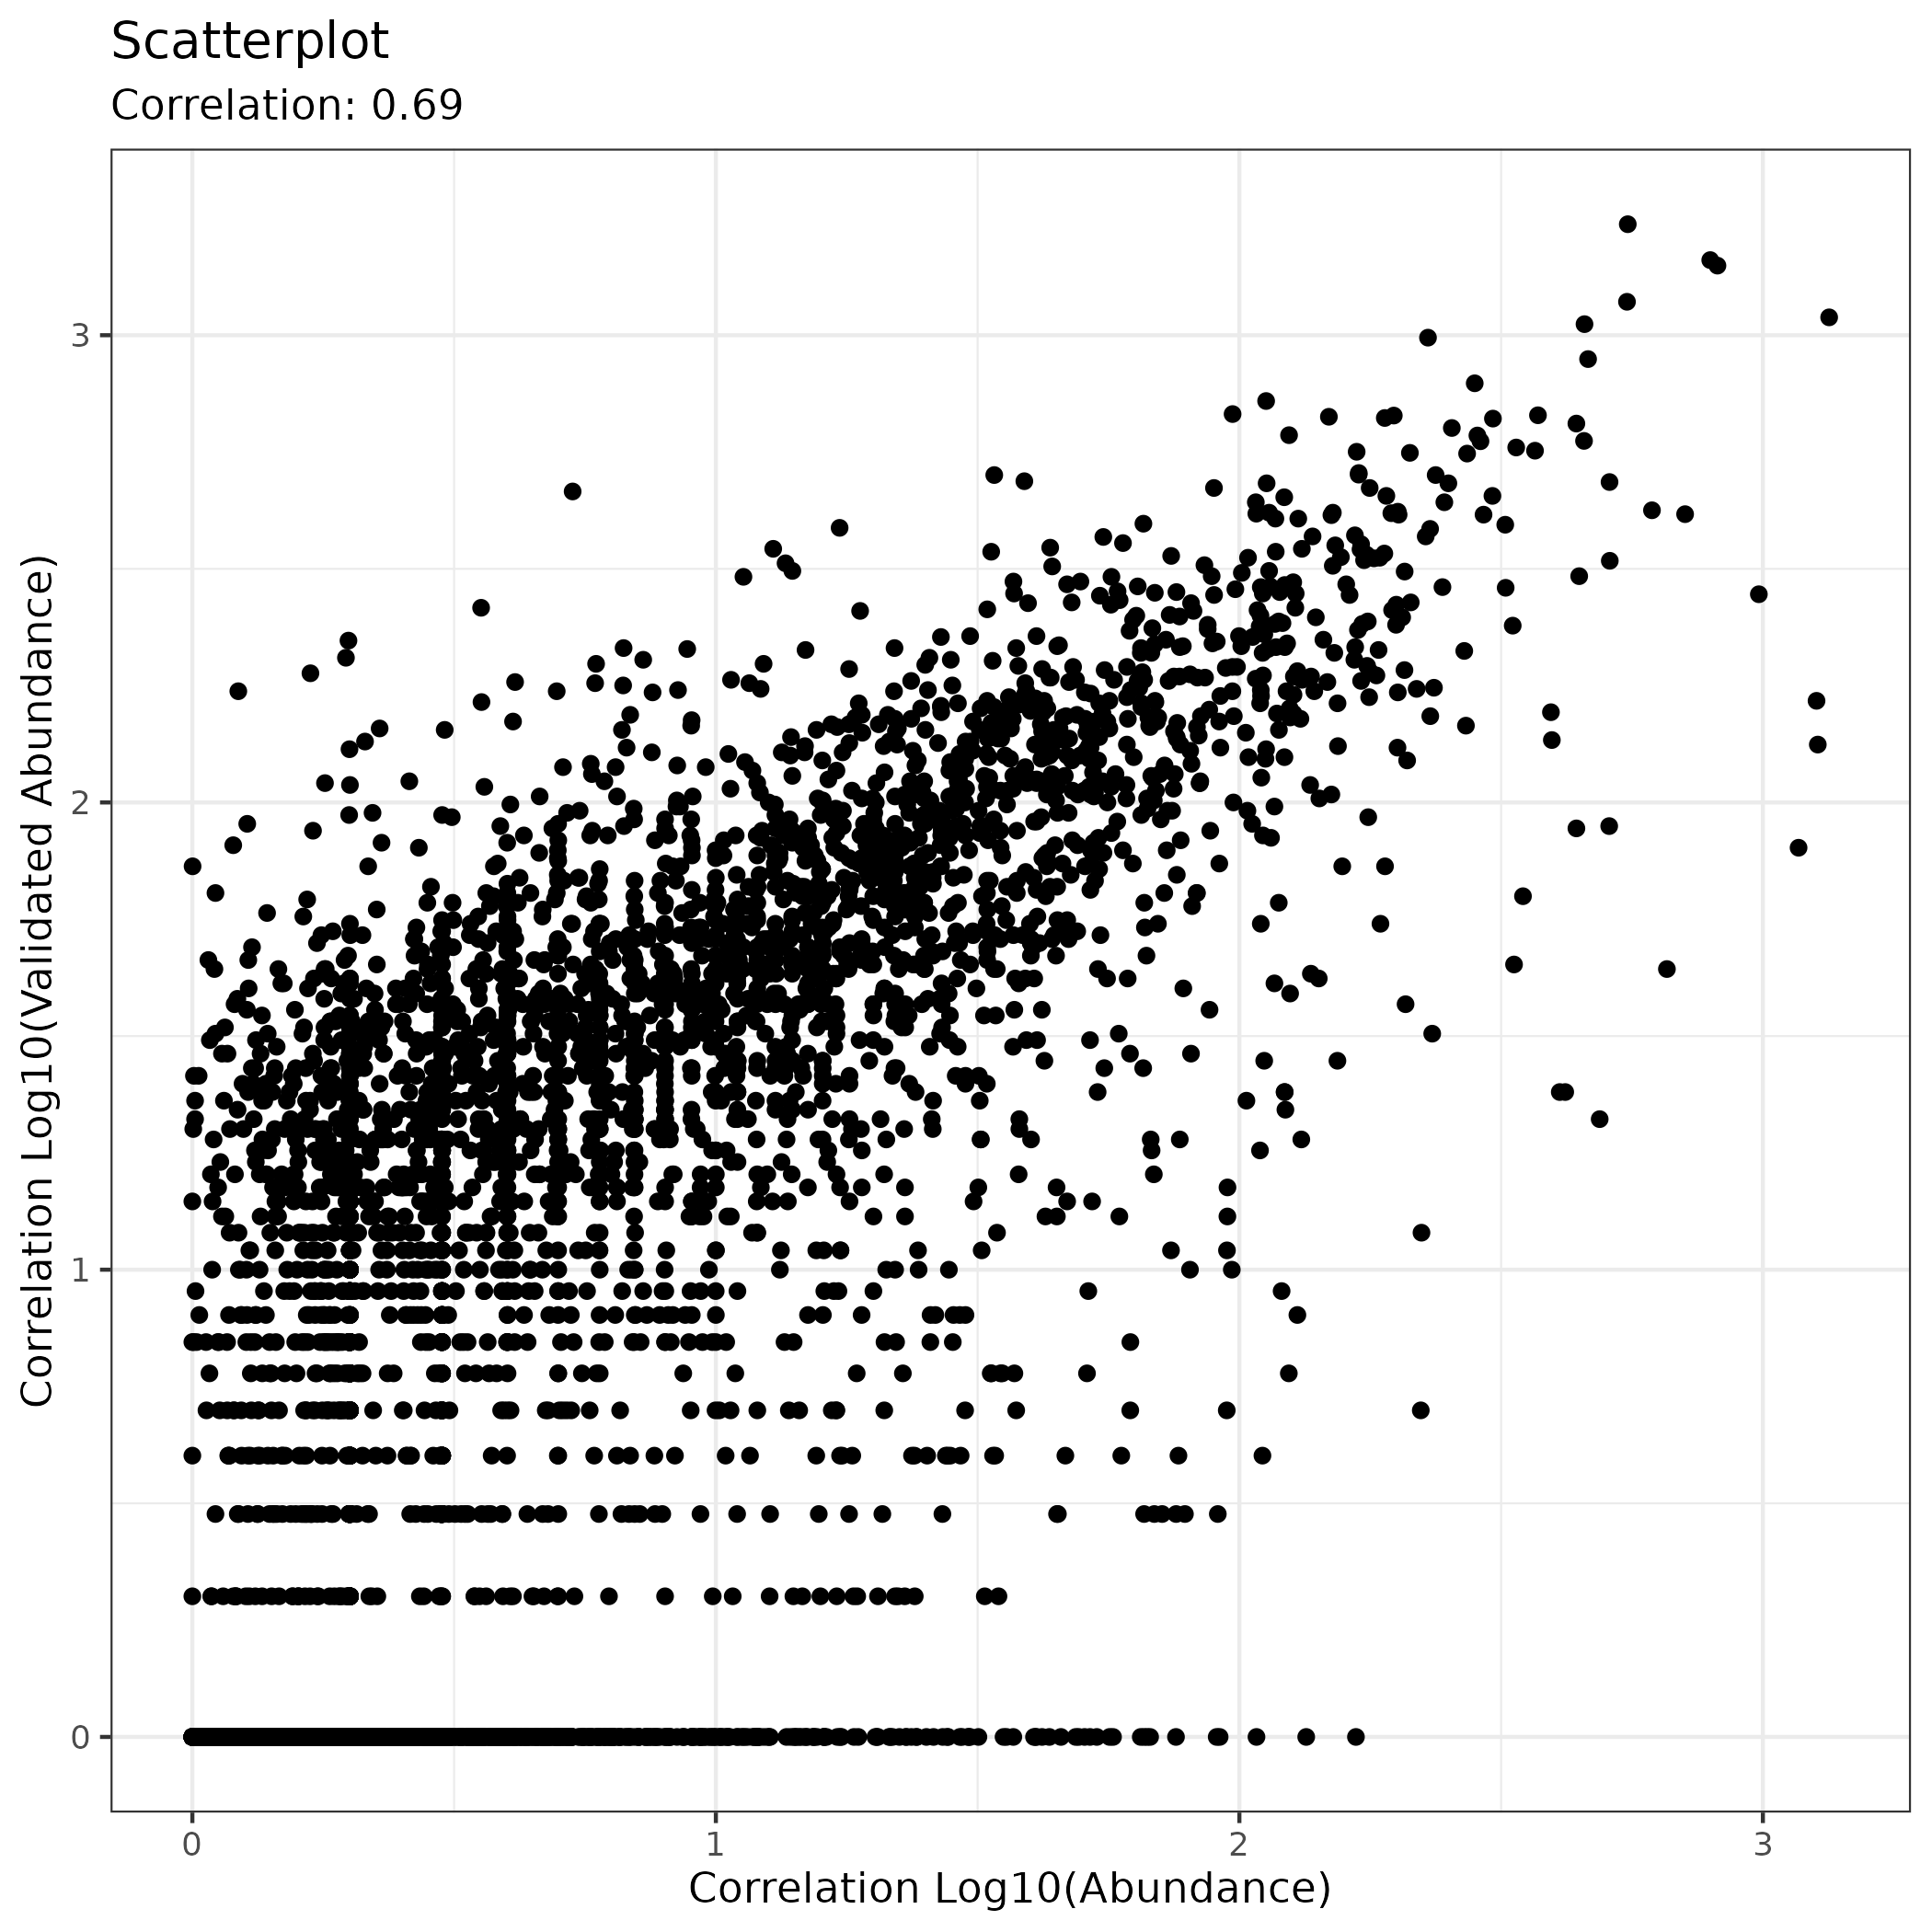 Scatterplot
Correlation: 0.69
Correlation Log10(Validated Abundance)
3
2
1
0
0 1 2 3
Correlation Log10(Abundance)